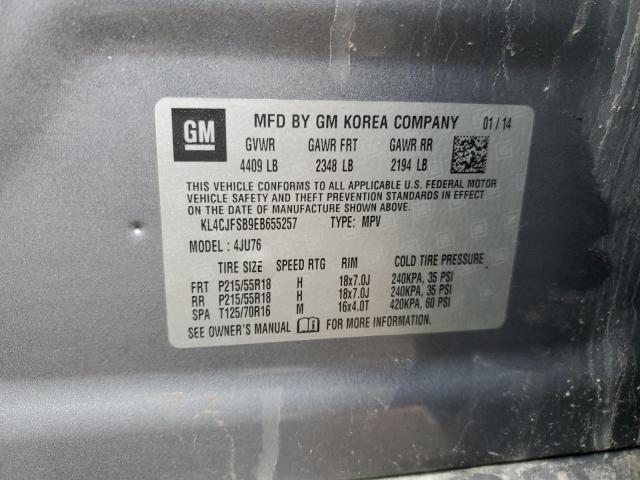 GM MFD BY GM KOREA COMPANY 01/14
GVWR GAWR FRT GAWR RR
4409 LB 2348 LB 2194 LB
THIS VEHICLE CONFORMS TO ALL APPLICABLE U.S. FEDERAL MOTOR
VEHICLE SAFETY AND THEFT PREVENTION STANDARDS IN EFFECT
ON THE DATE OF MANUFACTURE SHOWN ABOVE.
KL4CJFSB9EB655257 TYPE: MPV
MODEL: 4JU76
TIRE SIZE SPEED RTG RIM COLD TIRE PRESSURE
FRT P215/55R18 H 18x7.0J 240KPA, 35 PSI
RR P215/55R18 H 18x7.0J 240KPA, 35 PSI
SPA T125/70R16 M 16x4.0T 420KPA, 60 PSI
SEE OWNER'S MANUAL FOR MORE INFORMATION.